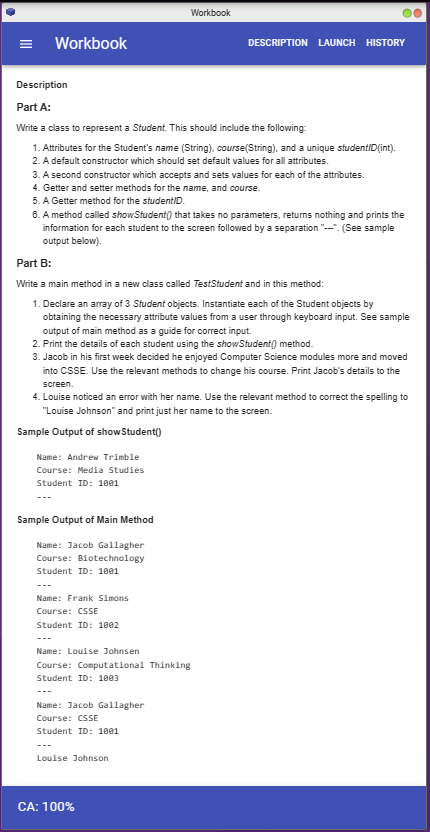 Workbook
Workbook
DESCRIPTION LAUNCH HISTORY
Description
Part A:
Write a class to represent a Student. This should include the following:
1. Attributes for the Student's name (String), course(String), and a unique studentID(int).
2. A default constructor which should set default values for all attributes.
3. A second constructor which accepts and sets values for each of the attributes.
4. Getter and setter methods for the name, and course.
5. A Getter method for the studentID.
6. A method called showStudent() that takes no parameters, returns nothing and prints the
information for each student to the screen followed by a separation "---". (See sample
output below).
Part B:
Write a main method in a new class called TestStudent and in this method:
1. Declare an array of 3 Student objects. Instantiate each of the Student objects by
obtaining the necessary attribute values from a user through keyboard input. See sample
output of main method as a guide for correct input.
2. Print the details of each student using the showStudent() method.
3. Jacob in his first week decided he enjoyed Computer Science modules more and moved
into CSSE. Use the relevant methods to change his course. Print Jacob's details to the
screen.
4. Louise noticed an error with her name. Use the relevant method to correct the spelling to
"Louise Johnson" and print just her name to the screen.
Sample Output of showStudent()
Name: Andrew Trimble
Course: Media Studies
Student ID: 1001
---
Sample Output of Main Method
Name: Jacob Gallagher
Course: Biotechnology
Student ID: 1001
---
Name: Frank Simons
Course: CSSE
Student ID: 1002
---
Name: Louise Johnsen
Course: Computational Thinking
Student ID: 1003
---
Name: Jacob Gallagher
Course: CSSE
Student ID: 1001
---
Louise Johnson
CA: 100%